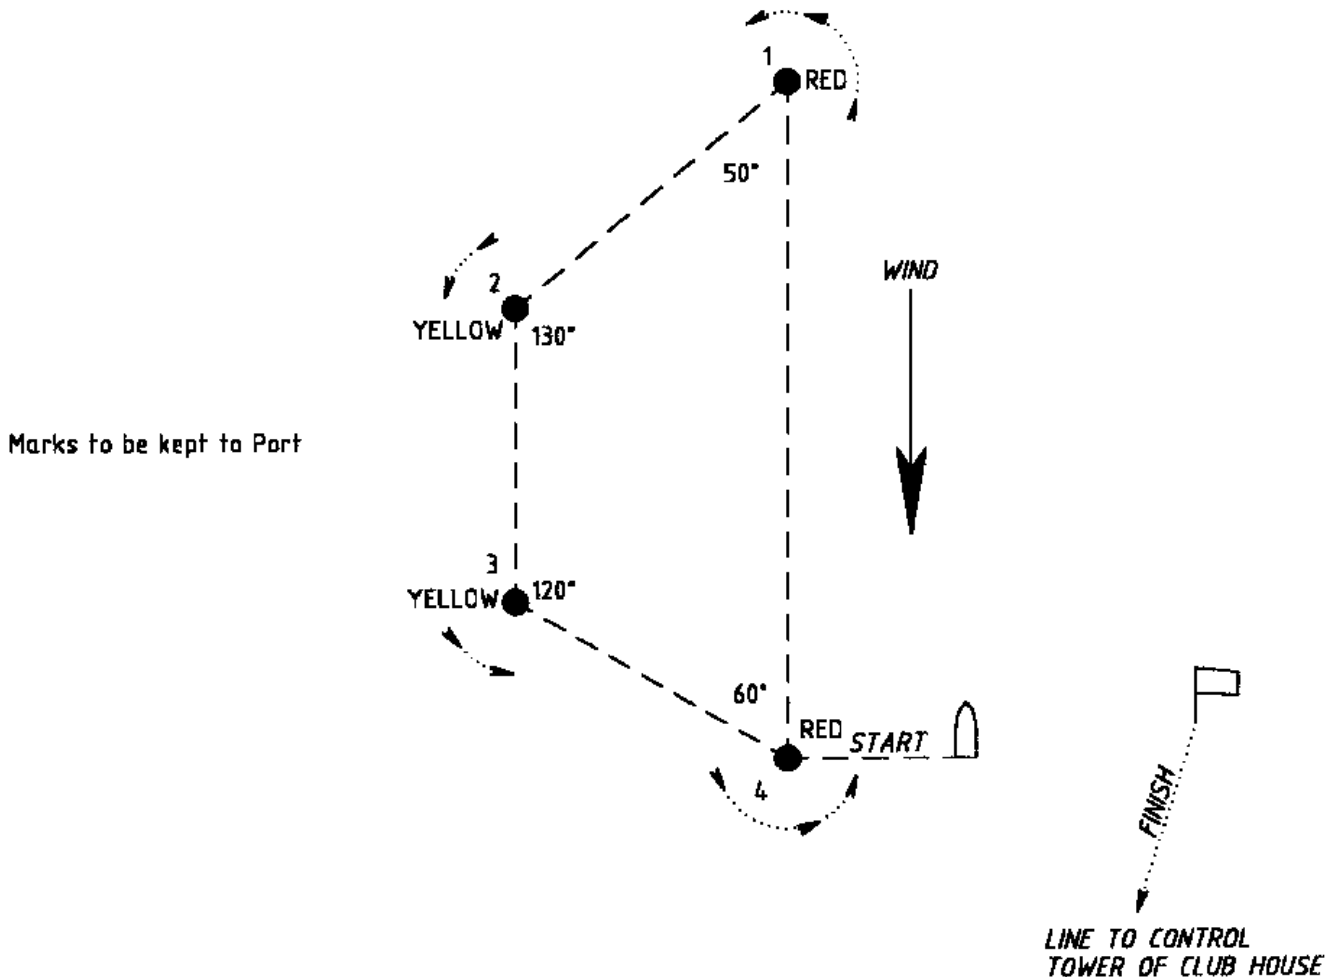 1
RED
50°
WIND
2
YELLOW
130°
Marks to be kept to Port
3
YELLOW
120°
60°
RED
START
4
FINISH
LINE TO CONTROL
TOWER OF CLUB HOUSE